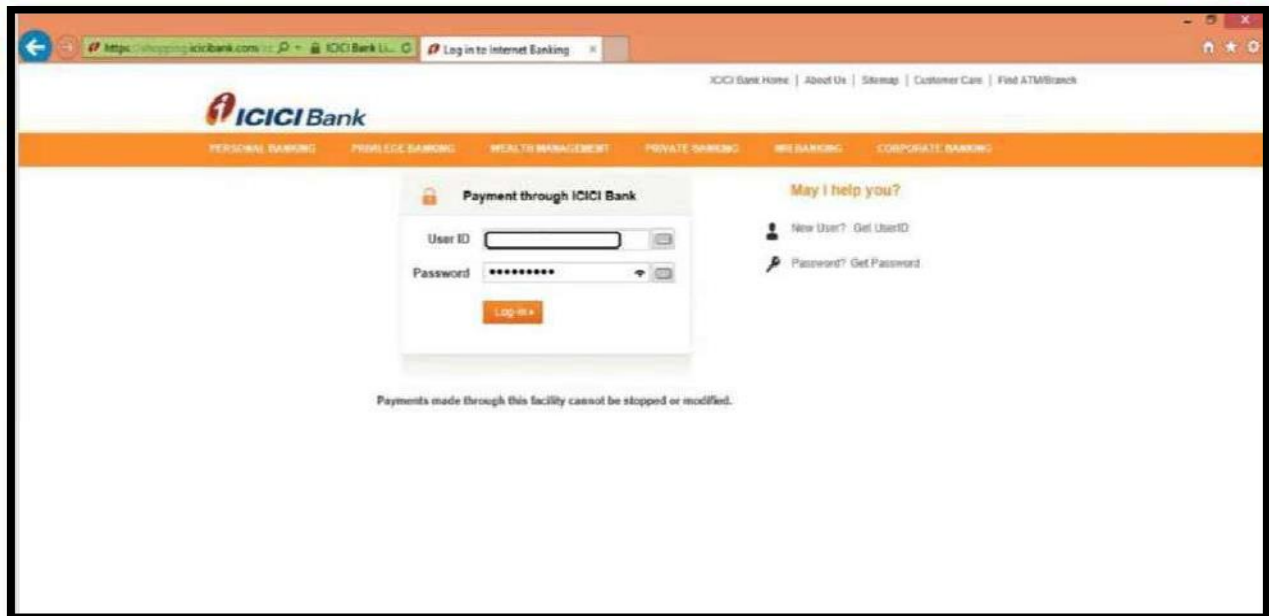 https://shopping.icicibank.com ICICI Bank Li... Log in to Internet Banking
ICICI Bank Home | About Us | Sitemap | Customer Care | Find ATM/Branch
ICICI Bank
PERSONAL BANKING PRIVILEGE BANKING WEALTH MANAGEMENT PRIVATE BANKING NRI BANKING CORPORATE BANKING
Payment through ICICI Bank
May I help you?
User ID
New User? Get UserID
Password •••••••••
Password? Get Password
Log-in
Payments made through this facility cannot be stopped or modified.